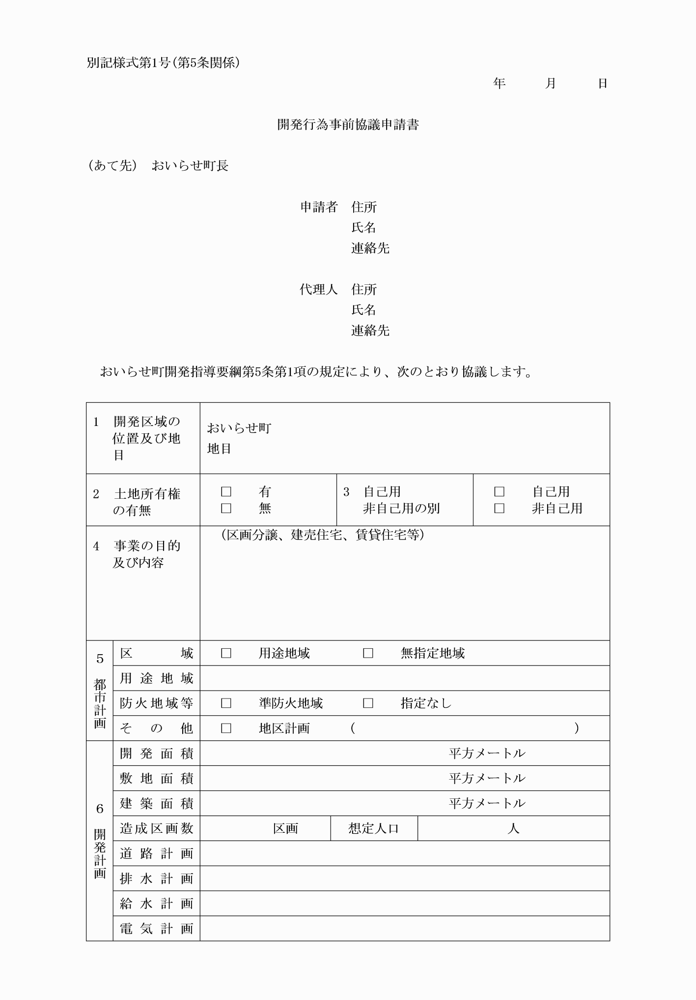 別記様式第1号(第5条関係)
年　　　月　　　日
開発行為事前協議申請書
(あて先)　おいらせ町長
申請者　住所
氏名
連絡先
代理人　住所
氏名
連絡先
おいらせ町開発指導要綱第5条第1項の規定により、次のとおり協議します。
1　開発区域の
位置及び地
目
おいらせ町
地目
2　土地所有権
の有無
□　有
□　無
3　自己用
非自己用の別
□　自己用
□　非自己用
4　事業の目的
及び内容
(区画分譲、建売住宅、賃貸住宅等)
5　都市計画
区域　□　用途地域　□　無指定地域
用途地域
防火地域等　□　準防火地域　□　指定なし
その他　□　地区計画　(　　　　　　)
6　開発計画
開発面積　平方メートル
敷地面積　平方メートル
建築面積　平方メートル
造成区画数　区画　想定人口　人
道路計画
排水計画
給水計画
電気計画